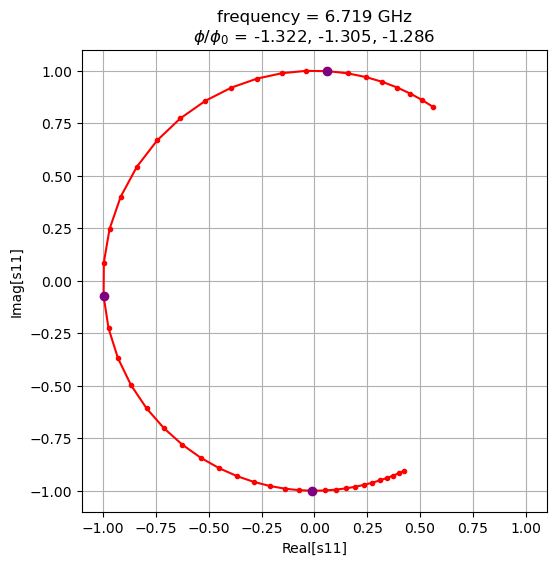 frequency = 6.719 GHz
ϕ/ϕ₀ = -1.322, -1.305, -1.286
1.00
0.75
0.50
0.25
0.00
−0.25
−0.50
−0.75
−1.00
Imag[s11]
−1.00 −0.75 −0.50 −0.25 0.00 0.25 0.50 0.75 1.00
Real[s11]